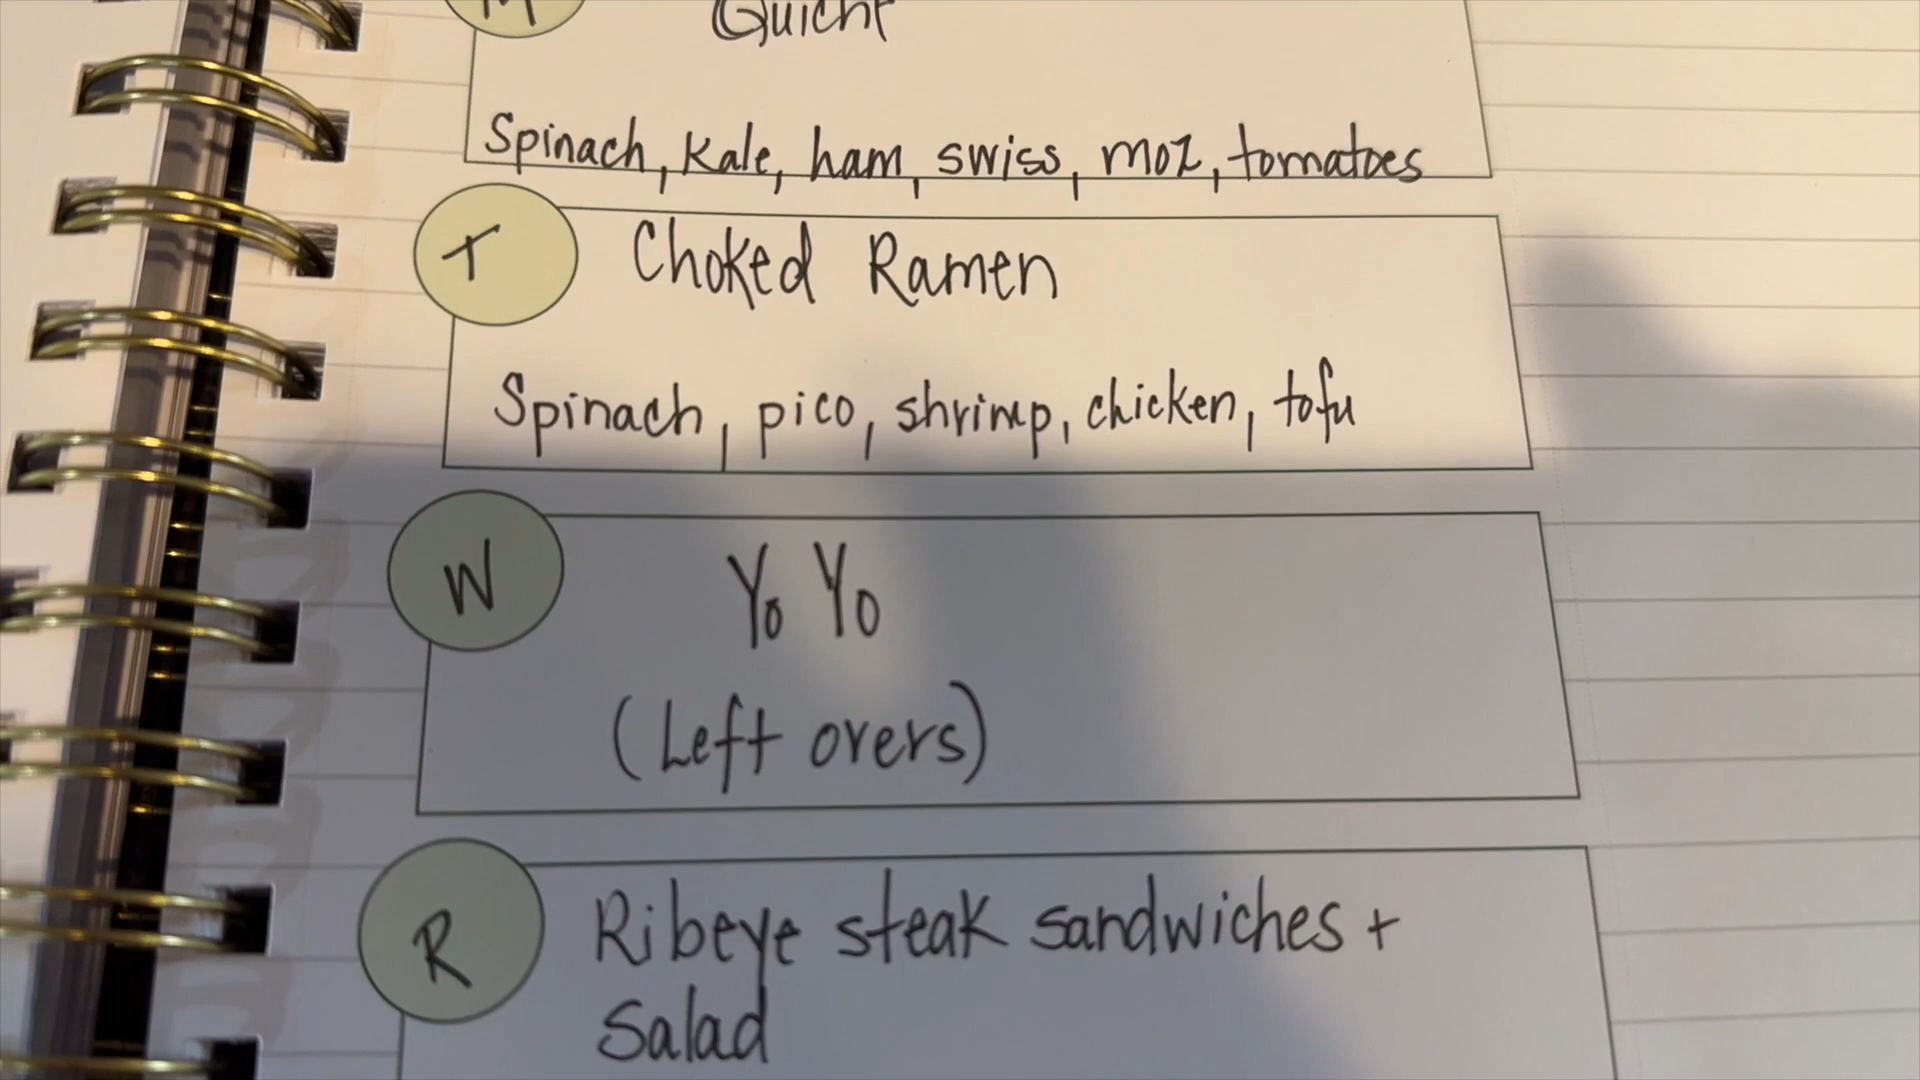 M Quiche
Spinach, Kale, ham, swiss, moz, tomatoes
T Choked Ramen
Spinach, pico, shrimp, chicken, tofu
W Yo Yo
(Left overs)
R Ribeye steak sandwiches +
Salad